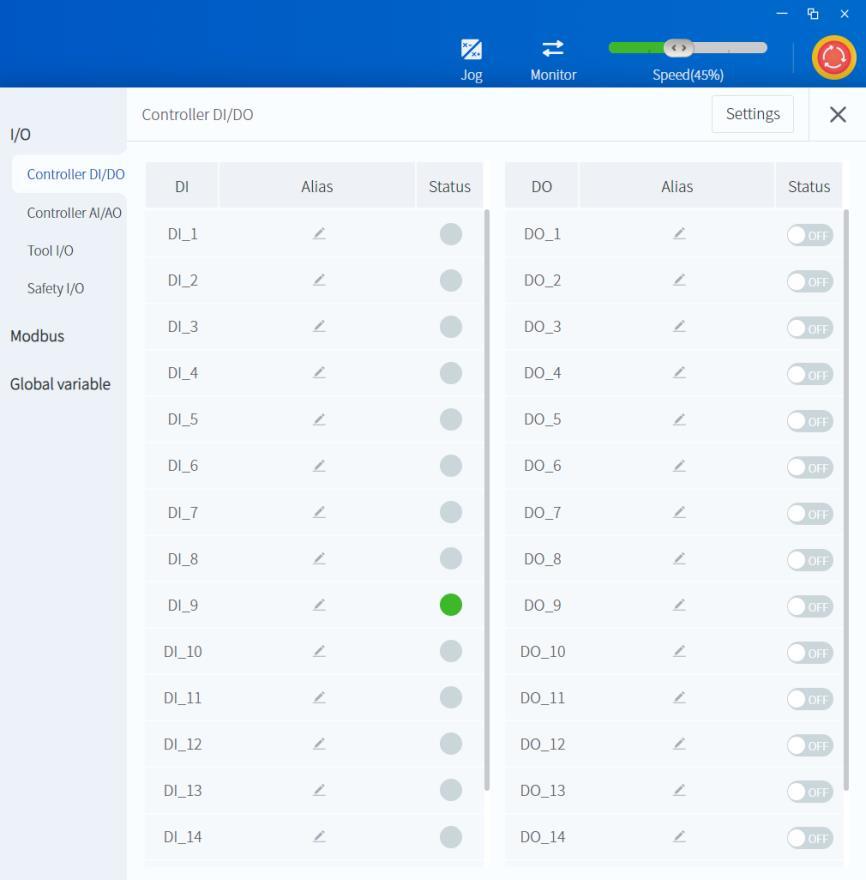 Jog Monitor Speed(45%)
I/O
Controller DI/DO
Controller AI/AO
Tool I/O
Safety I/O
Modbus
Global variable
Controller DI/DO Settings
DI Alias Status DO Alias Status
DI_1 DO_1 OFF
DI_2 DO_2 OFF
DI_3 DO_3 OFF
DI_4 DO_4 OFF
DI_5 DO_5 OFF
DI_6 DO_6 OFF
DI_7 DO_7 OFF
DI_8 DO_8 OFF
DI_9 DO_9 OFF
DI_10 DO_10 OFF
DI_11 DO_11 OFF
DI_12 DO_12 OFF
DI_13 DO_13 OFF
DI_14 DO_14 OFF